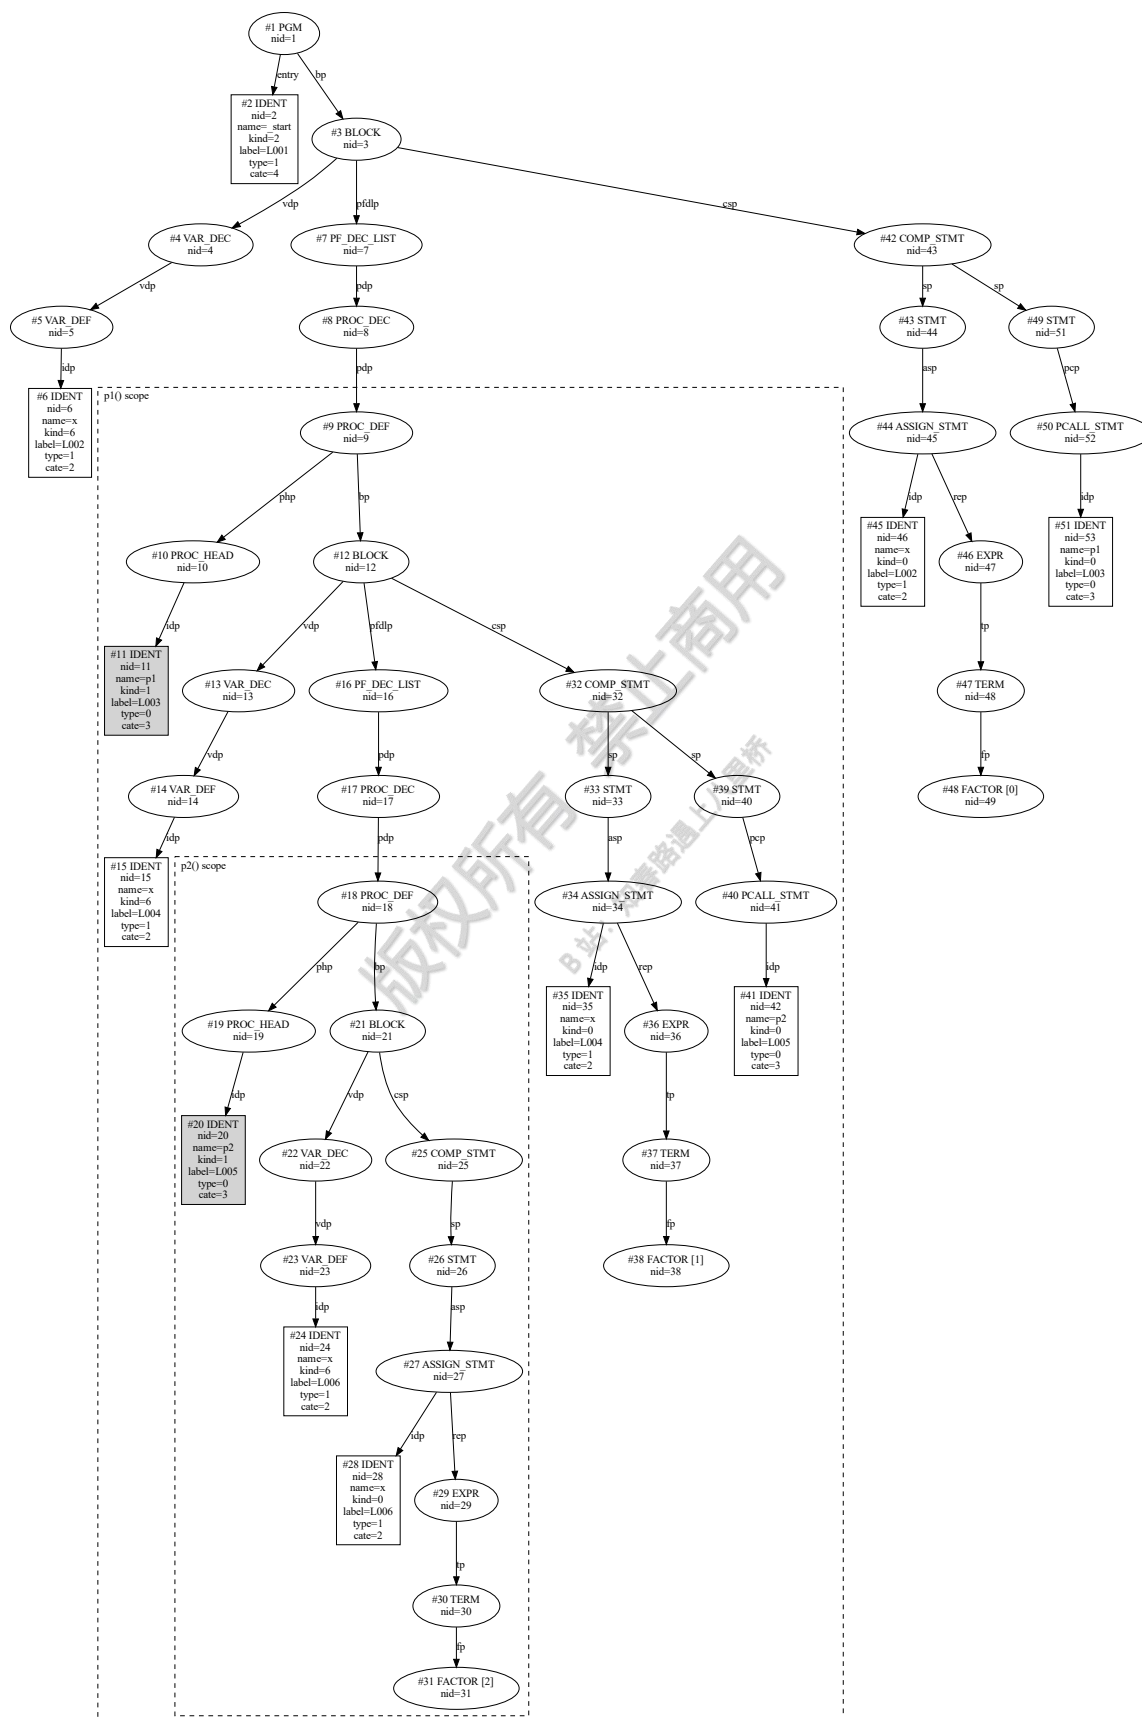 #1 PGM
nid=1
entry
bp
#2 IDENT
nid=2
name=_start
kind=2
label=L001
type=1
cate=4
#3 BLOCK
nid=3
vdp
pfdlp
csp
#4 VAR_DEC
nid=4
#7 PF_DEC_LIST
nid=7
#42 COMP_STMT
nid=43
vdp
pdp
sp
sp
#5 VAR_DEF
nid=5
#8 PROC_DEC
nid=8
#43 STMT
nid=44
#49 STMT
nid=51
idp
pdp
asp
pcp
#6 IDENT
nid=6
name=x
kind=6
label=L002
type=1
cate=2
p1() scope
#9 PROC_DEF
nid=9
#44 ASSIGN_STMT
nid=45
#50 PCALL_STMT
nid=52
php
bp
idp
rep
idp
#10 PROC_HEAD
nid=10
#12 BLOCK
nid=12
#45 IDENT
nid=46
name=x
kind=0
label=L002
type=1
cate=2
#46 EXPR
nid=47
#51 IDENT
nid=53
name=p1
kind=0
label=L003
type=0
cate=3
idp
vdp
pfdlp
csp
tp
#11 IDENT
nid=11
name=p1
kind=1
label=L003
type=0
cate=3
#13 VAR_DEC
nid=13
#16 PF_DEC_LIST
nid=16
#32 COMP_STMT
nid=32
#47 TERM
nid=48
vdp
pdp
sp
sp
fp
#14 VAR_DEF
nid=14
#17 PROC_DEC
nid=17
#33 STMT
nid=33
#39 STMT
nid=40
#48 FACTOR [0]
nid=49
idp
pdp
asp
pcp
#15 IDENT
nid=15
name=x
kind=6
label=L004
type=1
cate=2
p2() scope
#18 PROC_DEF
nid=18
#34 ASSIGN_STMT
nid=34
#40 PCALL_STMT
nid=41
php
bp
idp
rep
idp
#19 PROC_HEAD
nid=19
#21 BLOCK
nid=21
#35 IDENT
nid=35
name=x
kind=0
label=L004
type=1
cate=2
#36 EXPR
nid=36
#41 IDENT
nid=42
name=p2
kind=0
label=L005
type=0
cate=3
idp
vdp
csp
tp
#20 IDENT
nid=20
name=p2
kind=1
label=L005
type=0
cate=3
#22 VAR_DEC
nid=22
#25 COMP_STMT
nid=25
#37 TERM
nid=37
vdp
sp
fp
#23 VAR_DEF
nid=23
#26 STMT
nid=26
#38 FACTOR [1]
nid=38
idp
asp
#24 IDENT
nid=24
name=x
kind=6
label=L006
type=1
cate=2
#27 ASSIGN_STMT
nid=27
idp
rep
#28 IDENT
nid=28
name=x
kind=0
label=L006
type=1
cate=2
#29 EXPR
nid=29
tp
#30 TERM
nid=30
fp
#31 FACTOR [2]
nid=31
版权所有 禁止商用
B 站：知春路遇上八里桥